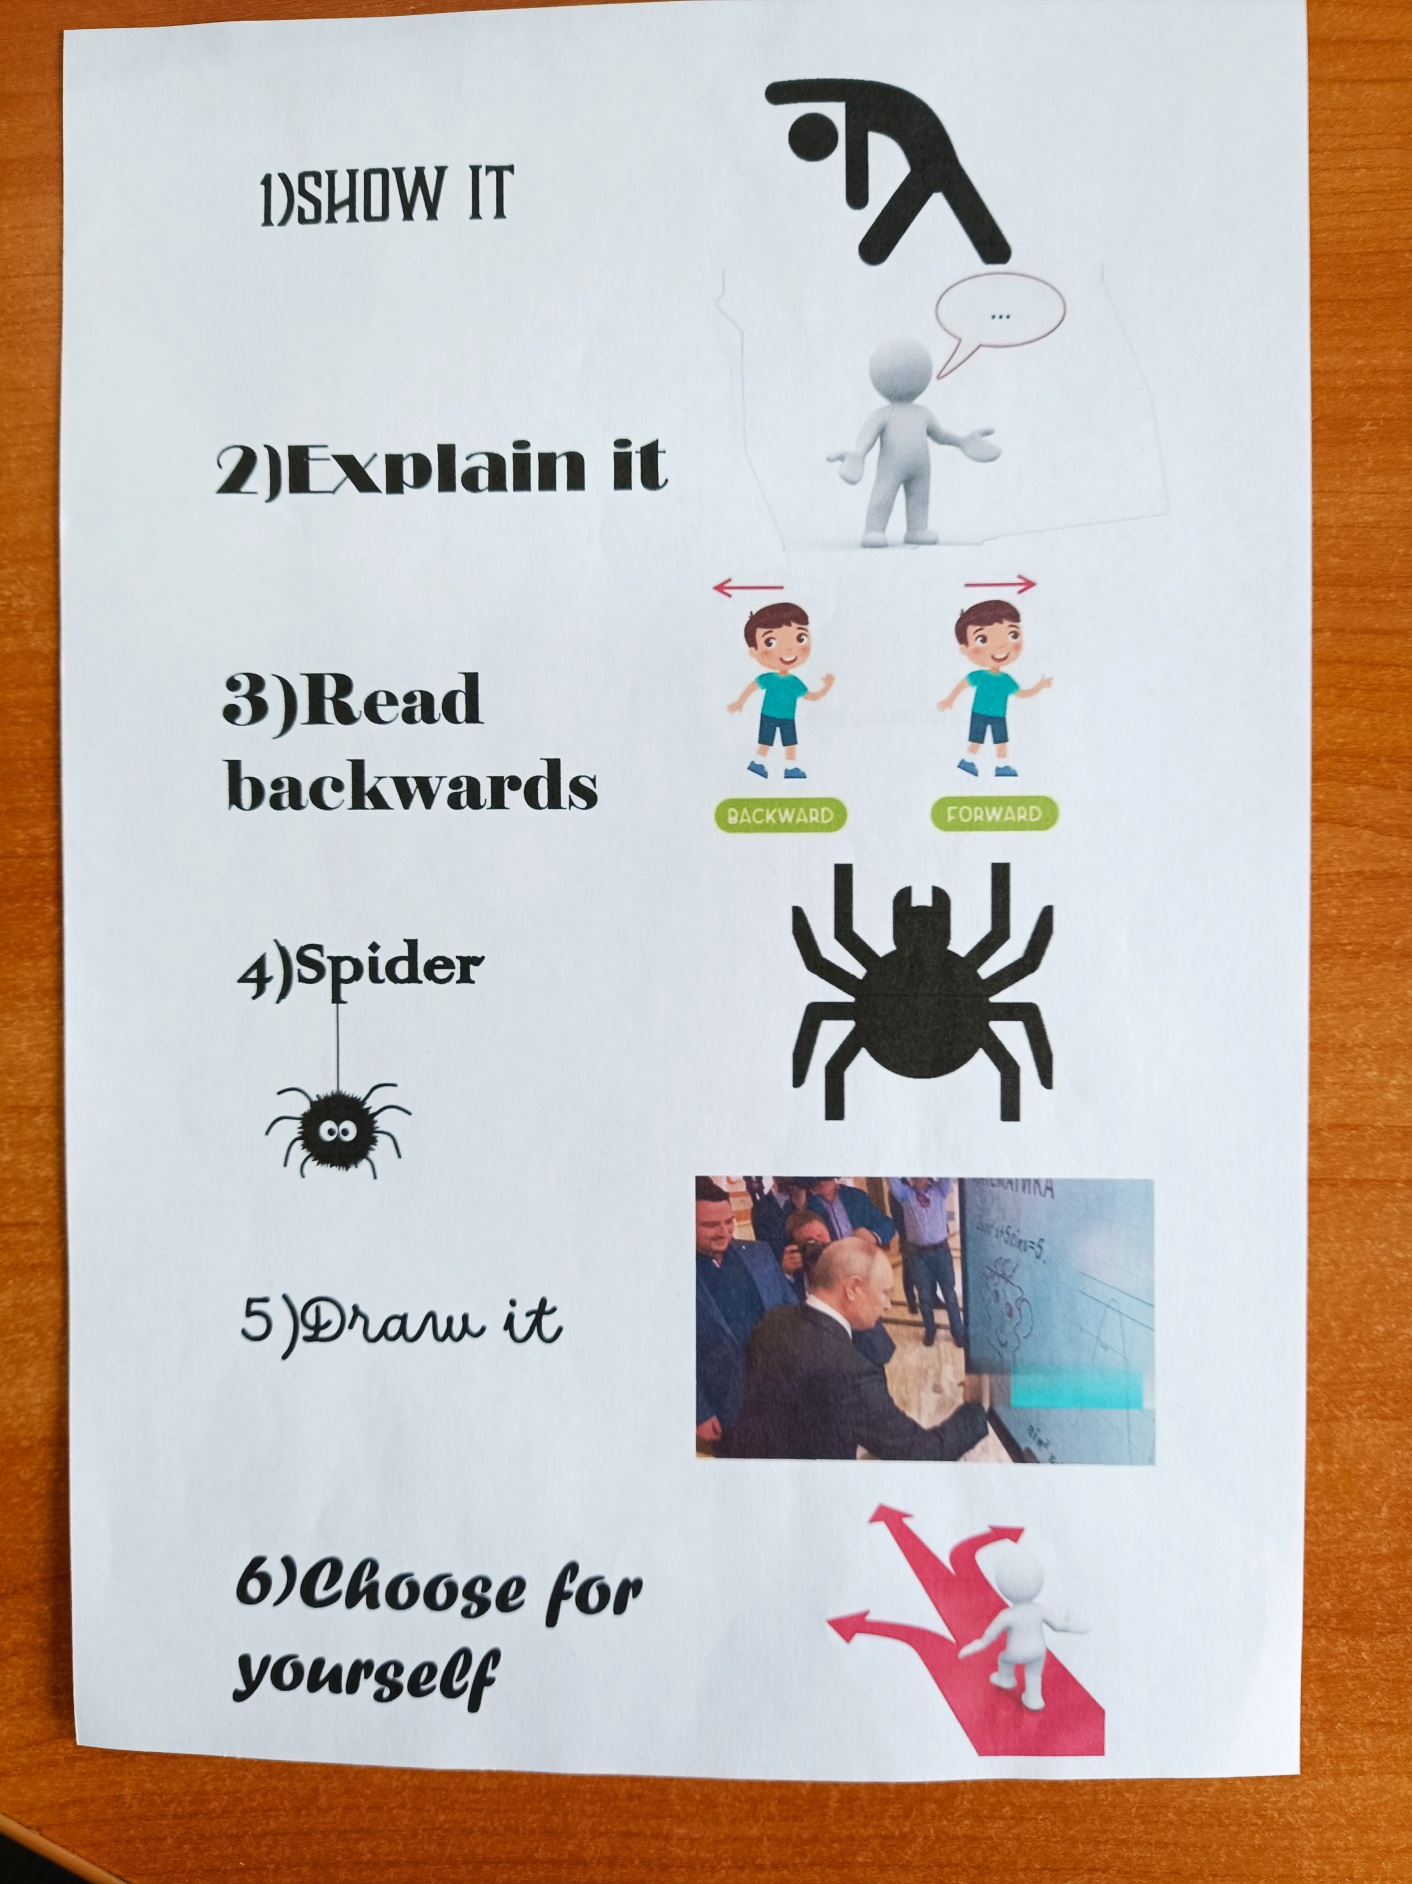 1)SHOW IT
...
2)Explain it
3)Read
backwards
BACKWARD
FORWARD
4)Spider
5)Draw it
6)Choose for
yourself